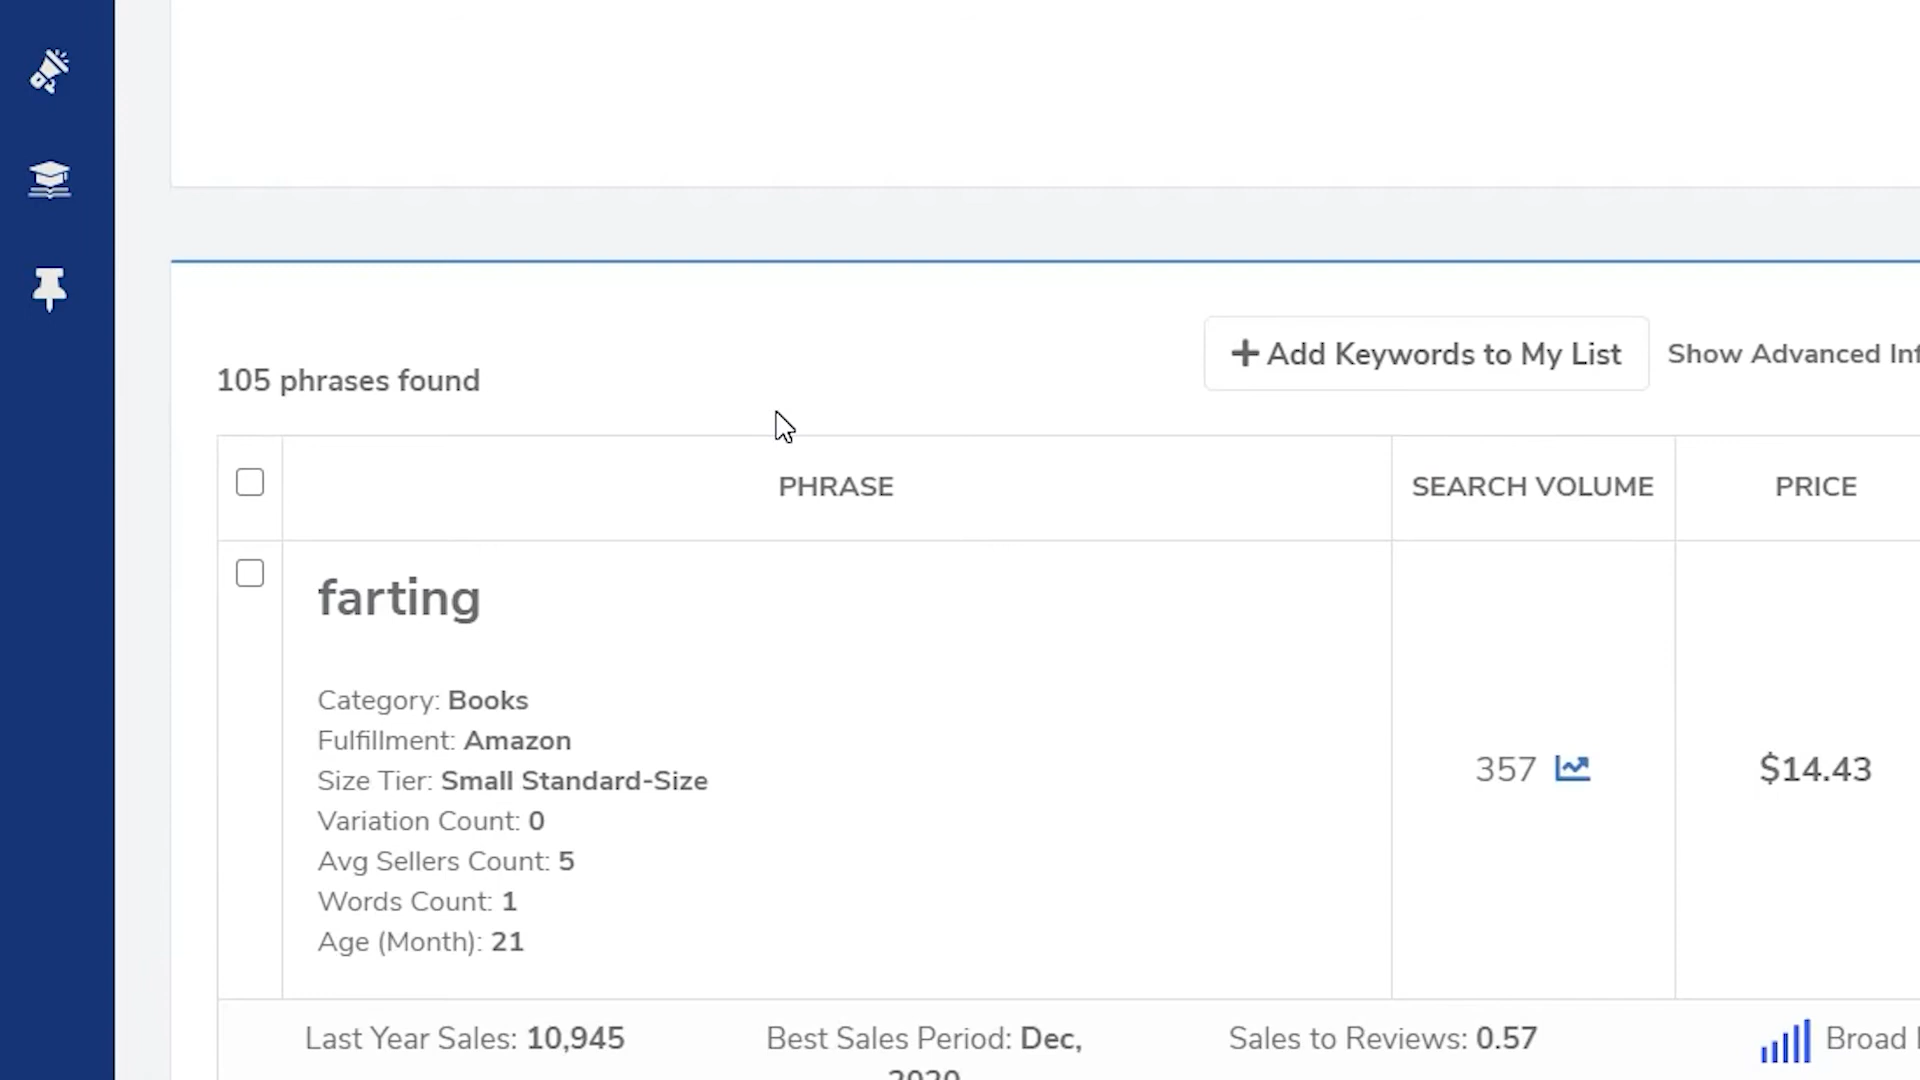 105 phrases found
Add Keywords to My List
Show Advanced
PHRASE
SEARCH VOLUME
PRICE
farting
Category: Books
Fulfillment: Amazon
Size Tier: Small Standard-Size
Variation Count: 0
Avg Sellers Count: 5
Words Count: 1
Age (Month): 21
357
$14.43
Last Year Sales: 10,945
Best Sales Period: Dec,
2020
Sales to Reviews: 0.57
Broad